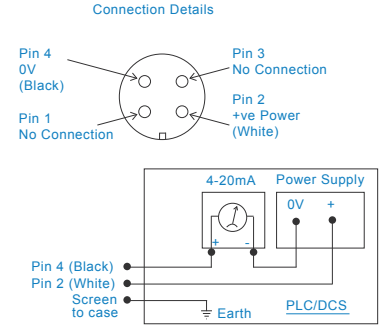 Connection Details
Pin 4
0V
(Black)
Pin 3
No Connection
Pin 1
No Connection
Pin 2
+ve Power
(White)
4-20mA
Power Supply
0V +
+ -
Pin 4 (Black)
Pin 2 (White)
Screen
to case
Earth
PLC/DCS